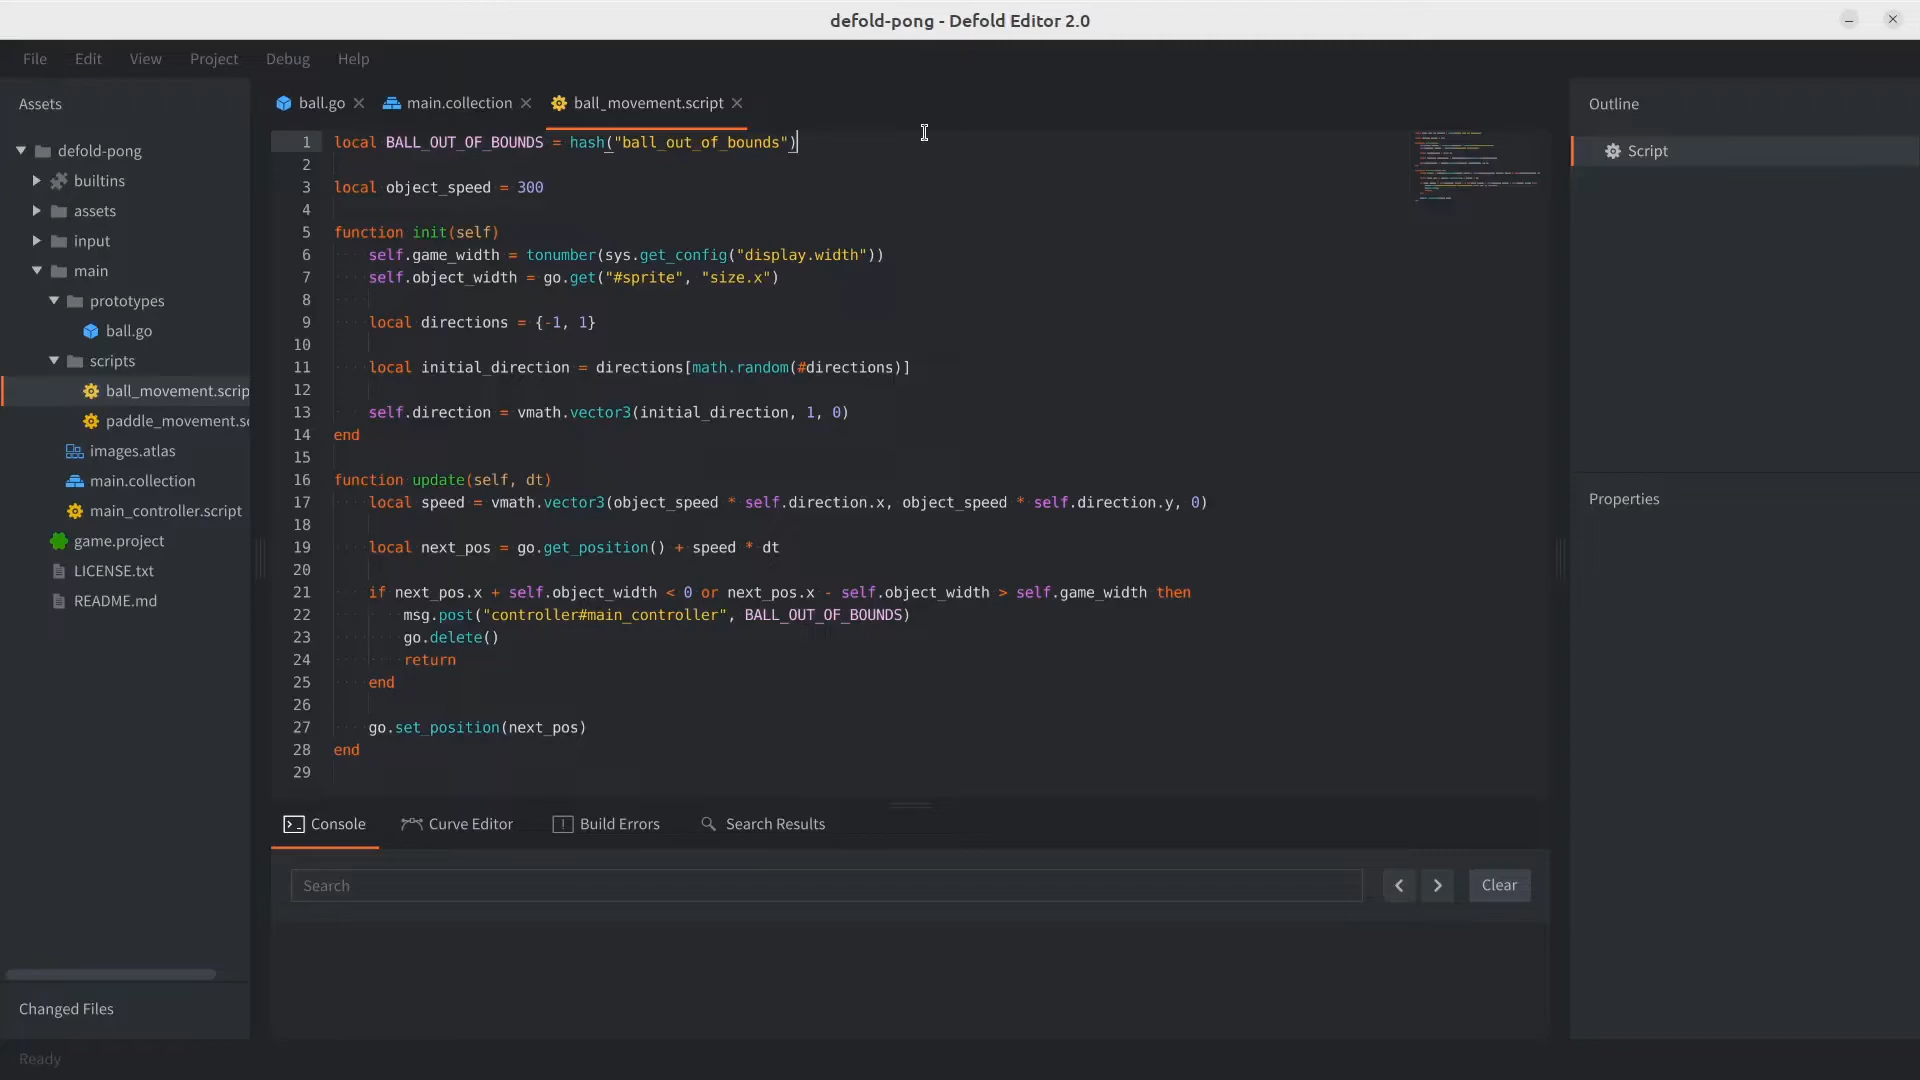 defold-pong - Defold Editor 2.0
File Edit View Project Debug Help
Assets
defold-pong
builtins
assets
input
main
prototypes
ball.go
scripts
ball_movement.scrip
paddle_movement.sc
images.atlas
main.collection
main_controller.script
game.project
LICENSE.txt
README.md
Changed Files
Ready
ball.go main.collection ball_movement.script
1 local BALL_OUT_OF_BOUNDS = hash("ball_out_of_bounds")
2
3 local object_speed = 300
4
5 function init(self)
6 self.game_width = tonumber(sys.get_config("display.width"))
7 self.object_width = go.get("#sprite", "size.x")
8
9 local directions = {-1, 1}
10
11 local initial_direction = directions[math.random(#directions)]
12
13 self.direction = vmath.vector3(initial_direction, 1, 0)
14 end
15
16 function update(self, dt)
17 local speed = vmath.vector3(object_speed * self.direction.x, object_speed * self.direction.y, 0)
18
19 local next_pos = go.get_position() + speed * dt
20
21 if next_pos.x + self.object_width < 0 or next_pos.x - self.object_width > self.game_width then
22 msg.post("controller#main_controller", BALL_OUT_OF_BOUNDS)
23 go.delete()
24 return
25 end
26
27 go.set_position(next_pos)
28 end
29
Console Curve Editor Build Errors Search Results
Search Clear
Outline
Script
Properties